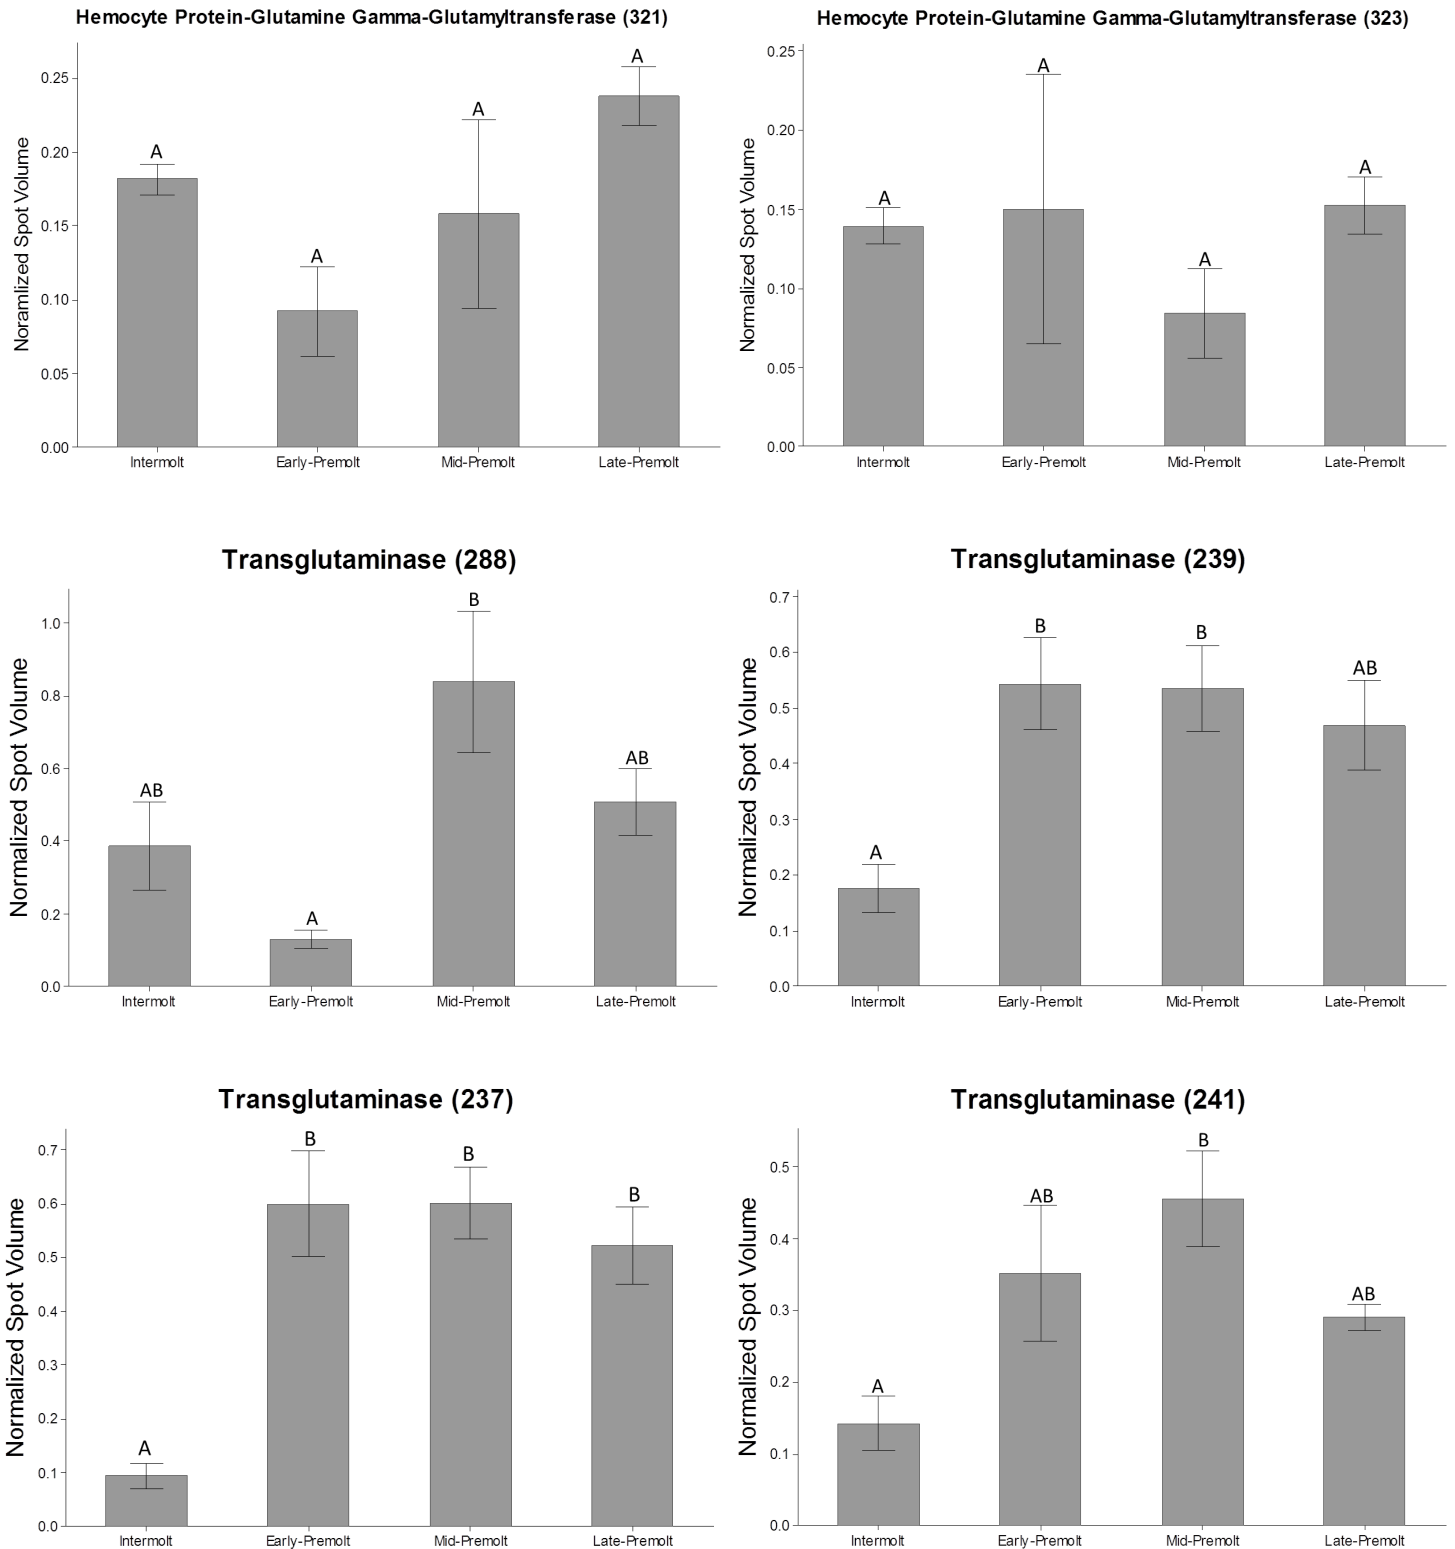 Hemocyte Protein-Glutamine Gamma-Glutamyltransferase (321)
Noramlized Spot Volume
0.25
0.20
0.15
0.10
0.05
0.00
A
A
A
A
Intermolt Early-Premolt Mid-Premolt Late-Premolt
Hemocyte Protein-Glutamine Gamma-Glutamyltransferase (323)
Normalized Spot Volume
0.25
0.20
0.15
0.10
0.05
0.00
A
A
A
A
Intermolt Early-Premolt Mid-Premolt Late-Premolt
Transglutaminase (288)
Normalized Spot Volume
1.0
0.8
0.6
0.4
0.2
0.0
AB
A
B
AB
Intermolt Early-Premolt Mid-Premolt Late-Premolt
Transglutaminase (239)
Normalized Spot Volume
0.7
0.6
0.5
0.4
0.3
0.2
0.1
0.0
A
B
B
AB
Intermolt Early-Premolt Mid-Premolt Late-Premolt
Transglutaminase (237)
Normalized Spot Volume
0.7
0.6
0.5
0.4
0.3
0.2
0.1
0.0
A
B
B
B
Intermolt Early-Premolt Mid-Premolt Late-Premolt
Transglutaminase (241)
Normalized Spot Volume
0.5
0.4
0.3
0.2
0.1
0.0
A
AB
B
AB
Intermolt Early-Premolt Mid-Premolt Late-Premolt